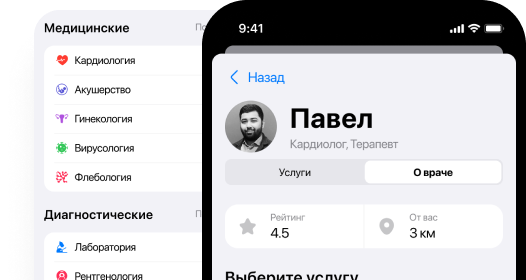 Медицинские
По
Кардиология
Акушерство
Гинекология
Вирусология
Флебология
Диагностические
П
Лаборатория
Рентгенология
9:41
Назад
Павел
Кардиолог, Терапевт
Услуги
О враче
Рейтинг
4.5
От вас
3 км
Выберите услугу